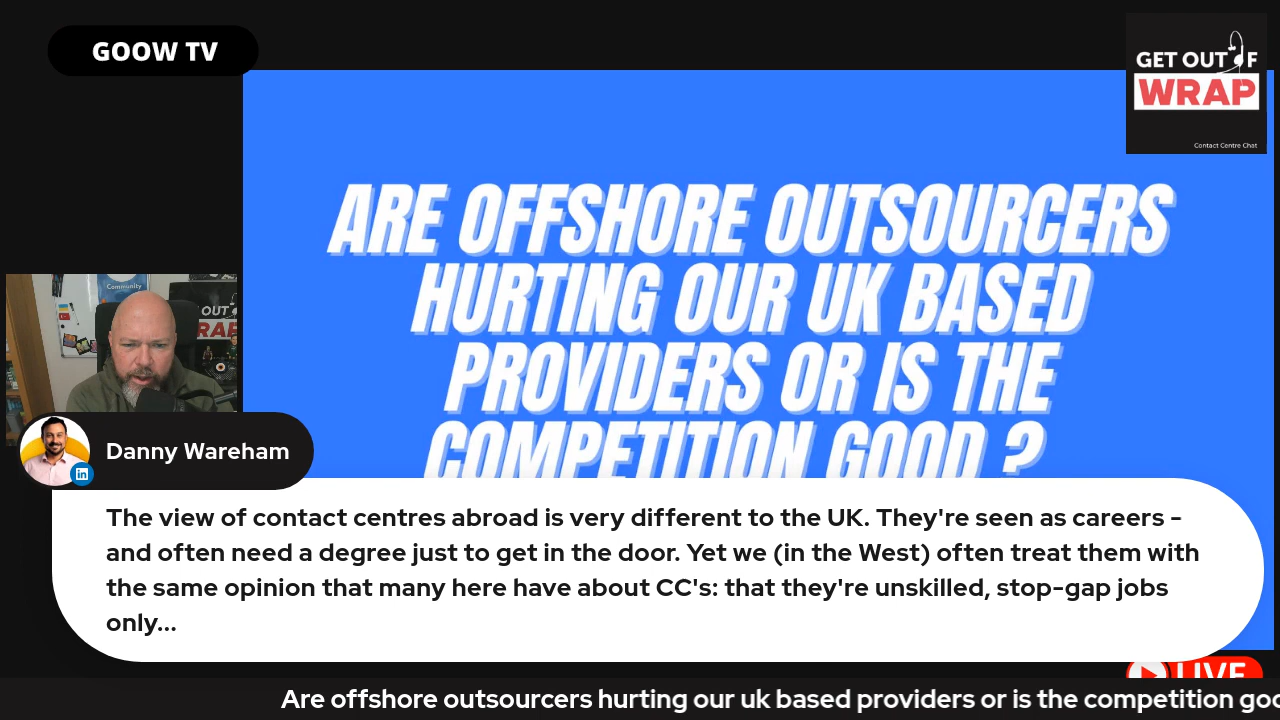 GOOW TV
GET OUT OF
WRAP
Contact Centre Chat
ARE OFFSHORE OUTSOURCERS
HURTING OUR UK BASED
PROVIDERS OR IS THE
COMPETITION GOOD ?
Community
OUT
Danny Wareham
in
The view of contact centres abroad is very different to the UK. They're seen as careers -
and often need a degree just to get in the door. Yet we (in the West) often treat them with
the same opinion that many here have about CC's: that they're unskilled, stop-gap jobs
only...
LIVE
Are offshore outsourcers hurting our uk based providers or is the competition goo